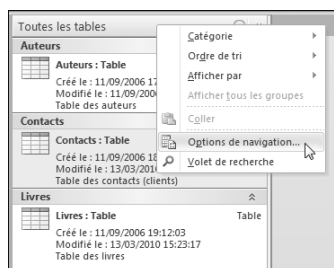 Toutes les tables
Auteurs
Auteurs : Table
Créé le : 11/09/2006 17
Modifié le : 11/09/200
Table des auteurs
Contacts
Contacts : Table
Créé le : 11/09/2006 18
Modifié le : 13/03/201
Table des contacts (clients)
Livres
Livres : Table Table
Créé le : 11/09/2006 19:12:03
Modifié le : 13/03/2010 15:23:17
Table des livres
Catégorie
Ordre de tri
Afficher par
Afficher tous les groupes
Coller
Options de navigation...
Volet de recherche